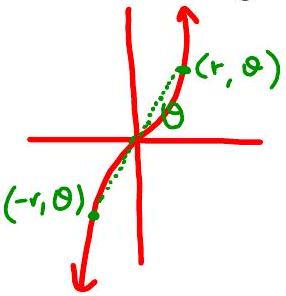 (r, θ)
θ
(-r, θ)